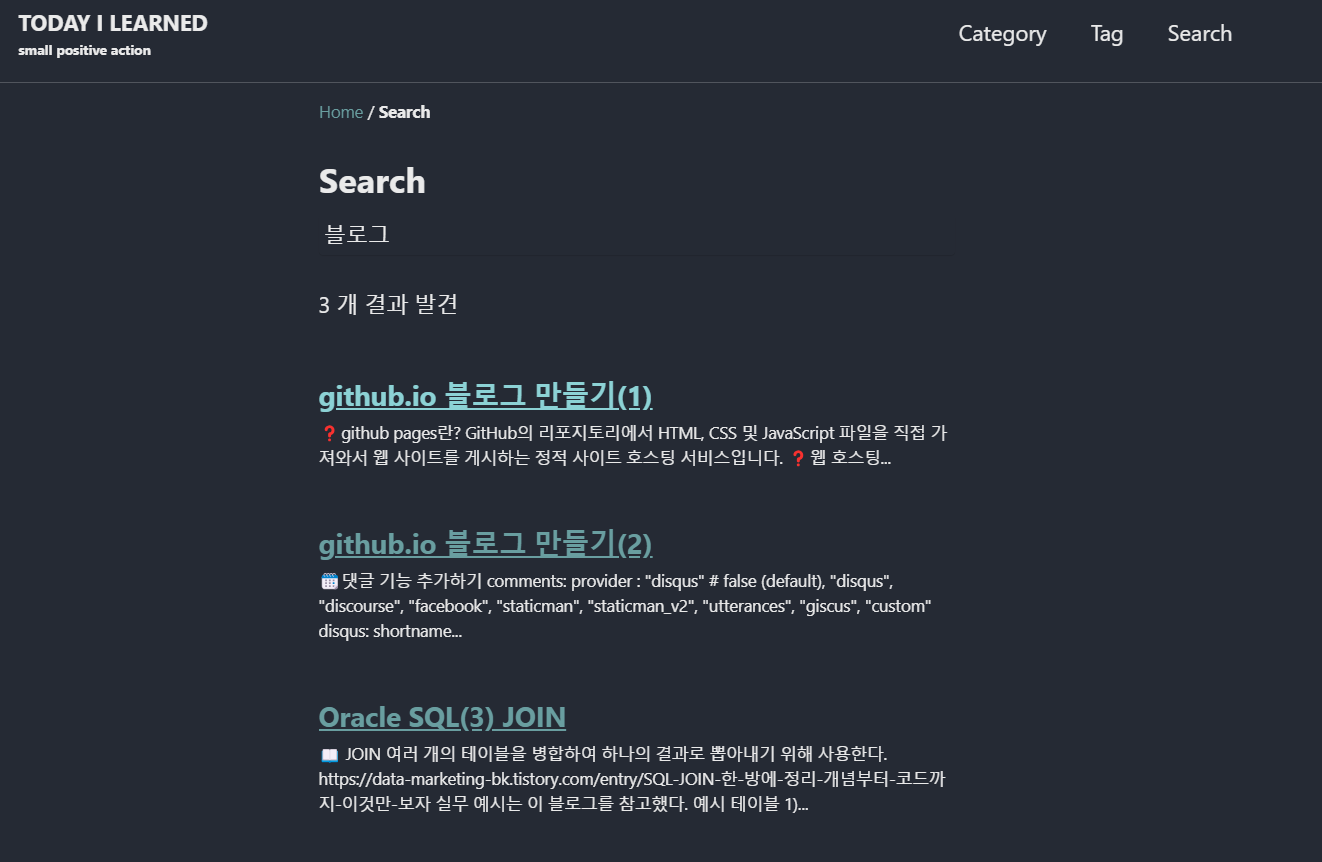 TODAY I LEARNED
small positive action
Category Tag Search
Home / Search
Search
블로그
3 개 결과 발견
github.io 블로그 만들기(1)
❓github pages란? GitHub의 리포지토리에서 HTML, CSS 및 JavaScript 파일을 직접 가
져와서 웹 사이트를 게시하는 정적 사이트 호스팅 서비스입니다. ❓웹 호스팅...
github.io 블로그 만들기(2)
🗓️댓글 기능 추가하기 comments: provider : "disqus" # false (default), "disqus",
"discourse", "facebook", "staticman", "staticman_v2", "utterances", "giscus", "custom"
disqus: shortname...
Oracle SQL(3) JOIN
📖 JOIN 여러 개의 테이블을 병합하여 하나의 결과로 뽑아내기 위해 사용한다.
https://data-marketing-bk.tistory.com/entry/SQL-JOIN-한-방에-정리-개념부터-코드까
지-이것만-보자 실무 예시는 이 블로그를 참고했다. 예시 테이블 1)...